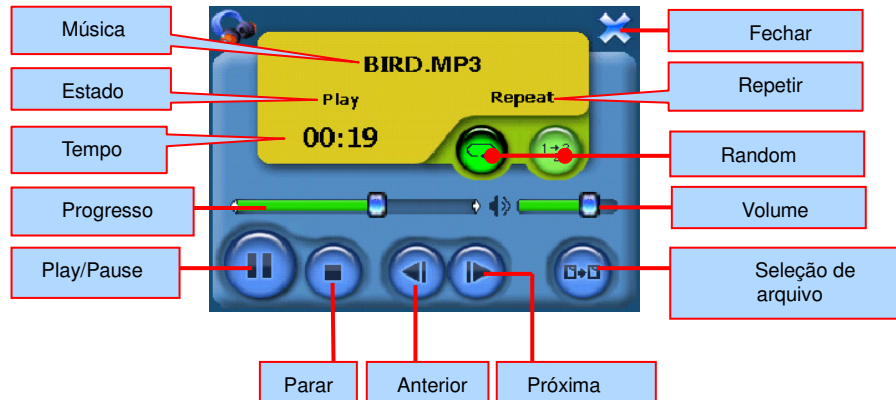 Música
Fechar
BIRD.MP3
Estado
Play
Repeat
Repetir
Tempo
00:19
Random
Progresso
Volume
Play/Pause
Seleção de
arquivo
Parar
Anterior
Próxima